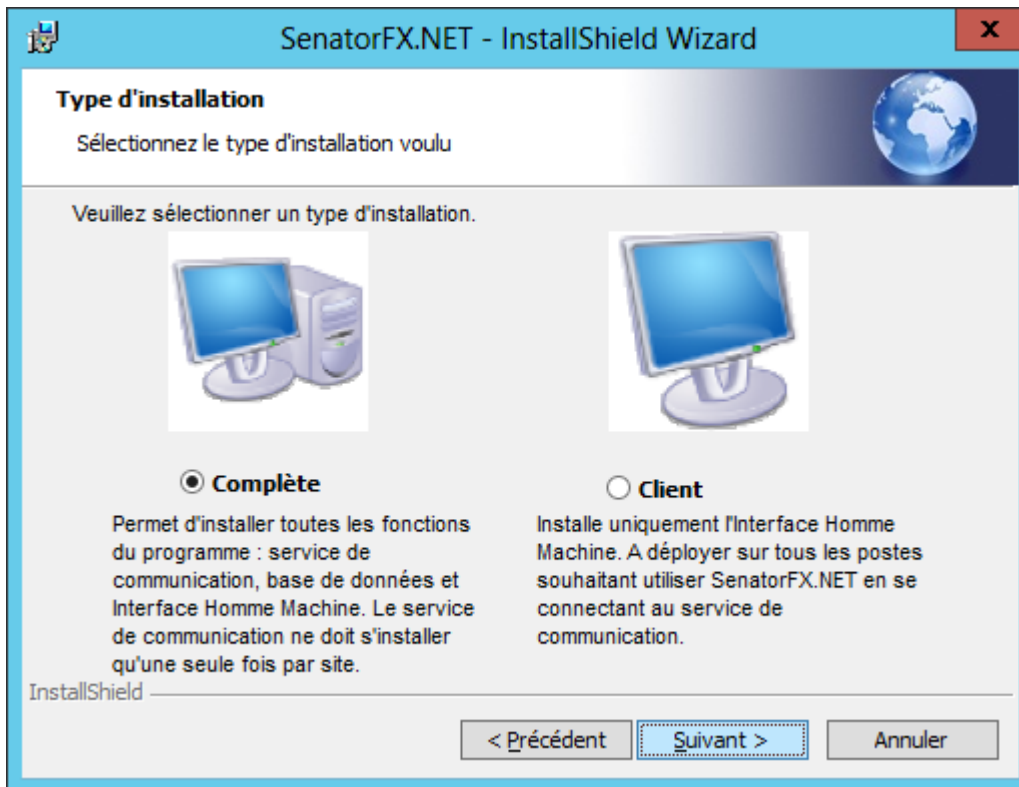 SenatorFX.NET - InstallShield Wizard
x
Type d'installation
Sélectionnez le type d'installation voulu
Veuillez sélectionner un type d'installation.
Complète
Permet d'installer toutes les fonctions
du programme : service de
communication, base de données et
Interface Homme Machine. Le service
de communication ne doit s'installer
qu'une seule fois par site.
Client
Installe uniquement l'Interface Homme
Machine. A déployer sur tous les postes
souhaitant utiliser SenatorFX.NET en se
connectant au service de
communication.
InstallShield
< Précédent
Suivant >
Annuler